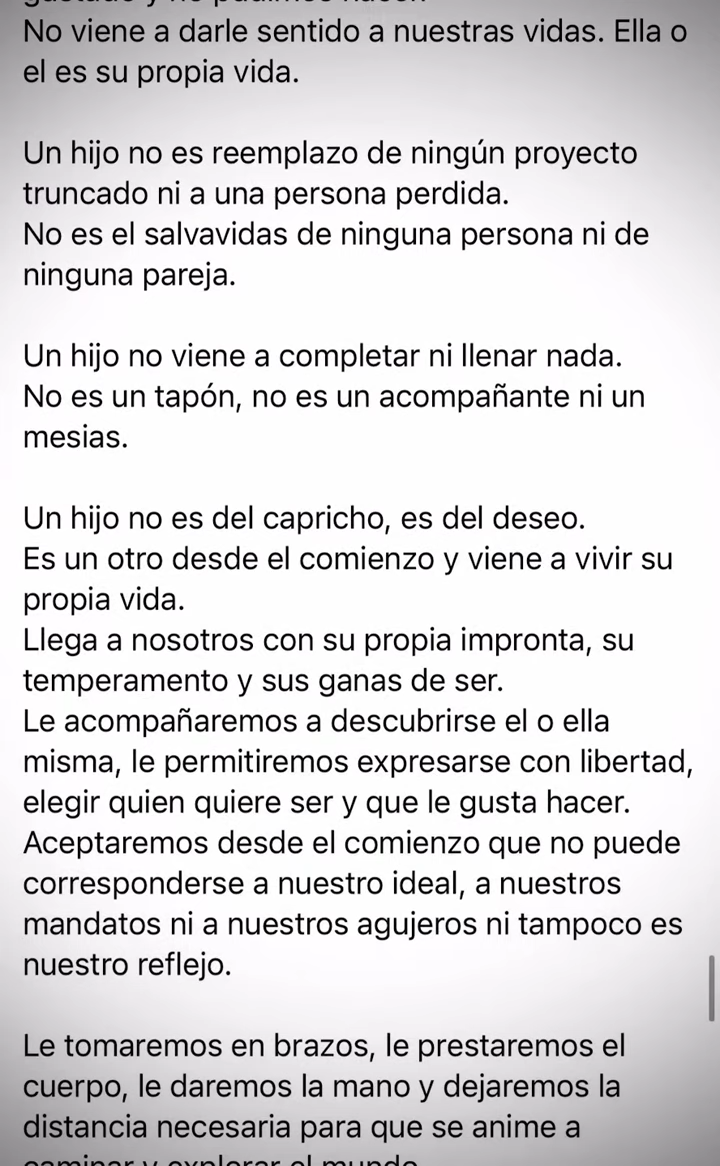 No viene a darle sentido a nuestras vidas. Ella o
el es su propia vida.
Un hijo no es reemplazo de ningún proyecto
truncado ni a una persona perdida.
No es el salvavidas de ninguna persona ni de
ninguna pareja.
Un hijo no viene a completar ni llenar nada.
No es un tapón, no es un acompañante ni un
mesias.
Un hijo no es del capricho, es del deseo.
Es un otro desde el comienzo y viene a vivir su
propia vida.
Llega a nosotros con su propia impronta, su
temperamento y sus ganas de ser.
Le acompañaremos a descubrirse el o ella
misma, le permitiremos expresarse con libertad,
elegir quien quiere ser y que le gusta hacer.
Aceptaremos desde el comienzo que no puede
corresponderse a nuestro ideal, a nuestros
mandatos ni a nuestros agujeros ni tampoco es
nuestro reflejo.
Le tomaremos en brazos, le prestaremos el
cuerpo, le daremos la mano y dejaremos la
distancia necesaria para que se anime a
caminar y explorar el mundo